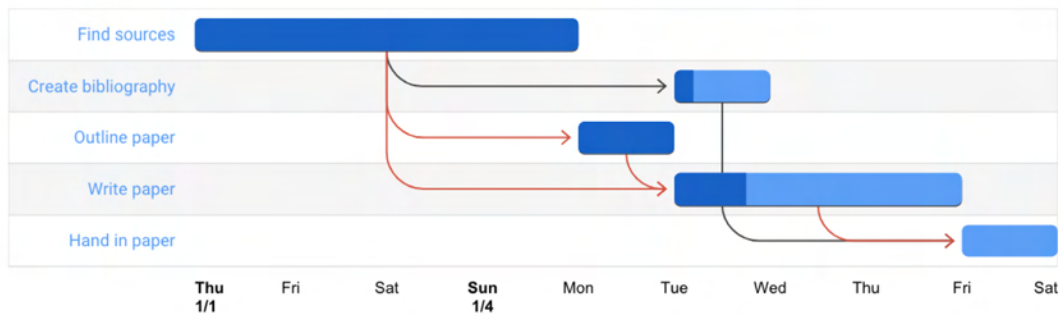 Find sources
Create bibliography
Outline paper
Write paper
Hand in paper
Thu Fri Sat Sun Mon Tue Wed Thu Fri Sat
1/1 1/4